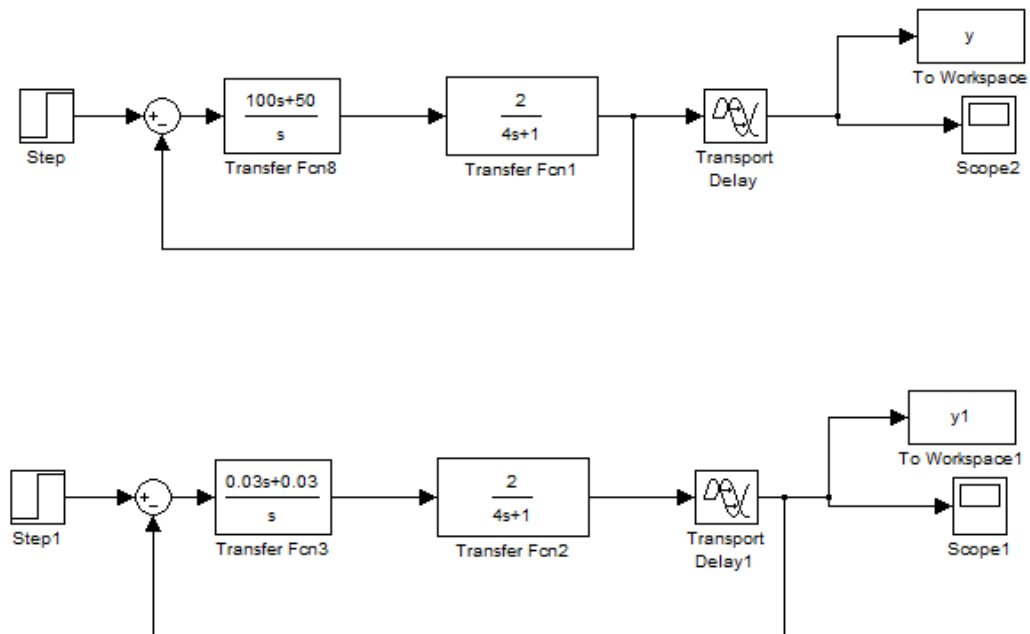 y
To Workspace
100s+50
s
2
4s+1
+
−
Step
Transfer Fcn8
Transfer Fcn1
Transport
Delay
Scope2
y1
To Workspace1
0.03s+0.03
s
2
4s+1
+
−
Step1
Transfer Fcn3
Transfer Fcn2
Transport
Delay1
Scope1